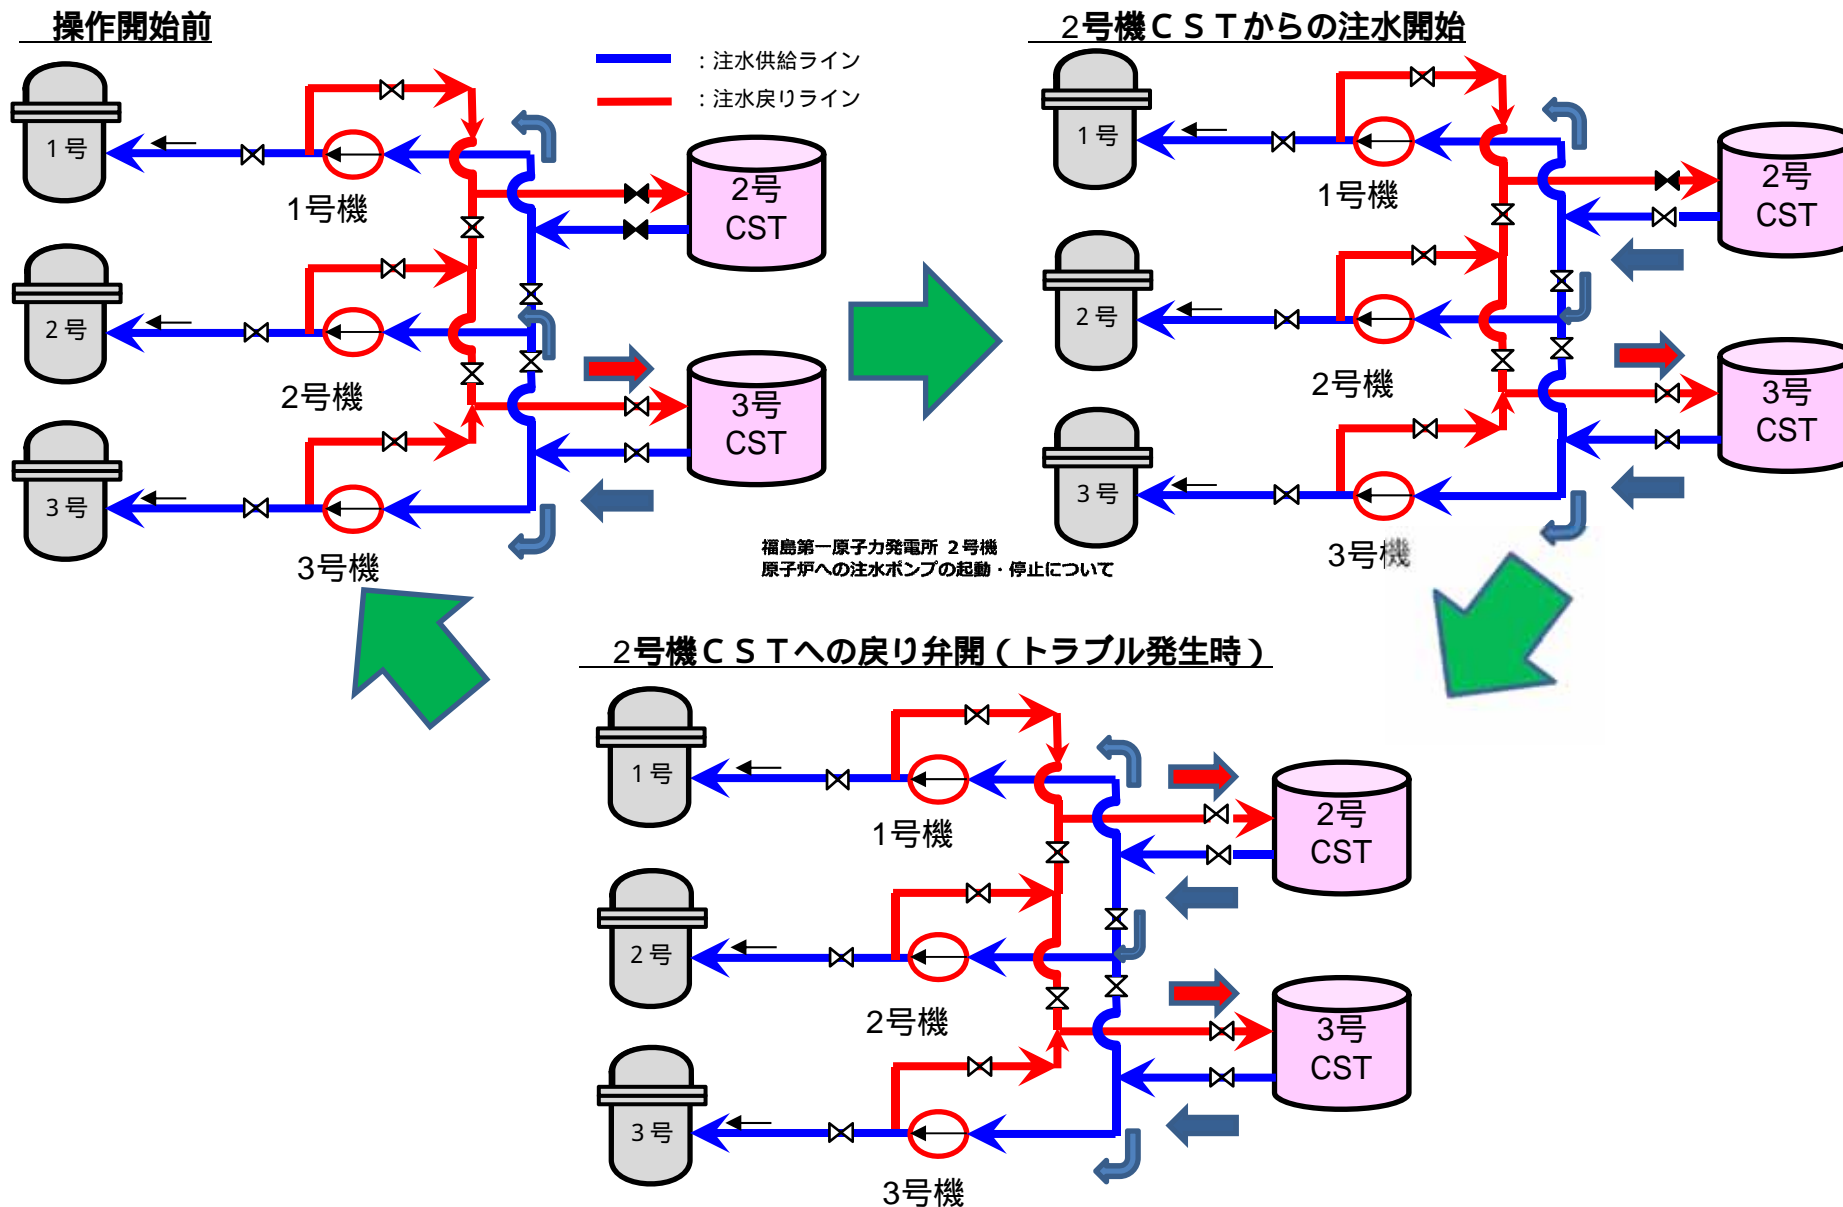 操作開始前
：注水供給ライン
：注水戻りライン
1号
1号機
2号
CST
2号
2号機
3号
CST
3号
3号機
2号機ＣＳＴからの注水開始
1号
1号機
2号
CST
2号
2号機
3号
CST
3号
3号機
福島第一原子力発電所 2号機
原子炉への注水ポンプの起動・停止について
2号機ＣＳＴへの戻り弁開（トラブル発生時）
1号
1号機
2号
CST
2号
2号機
3号
CST
3号
3号機